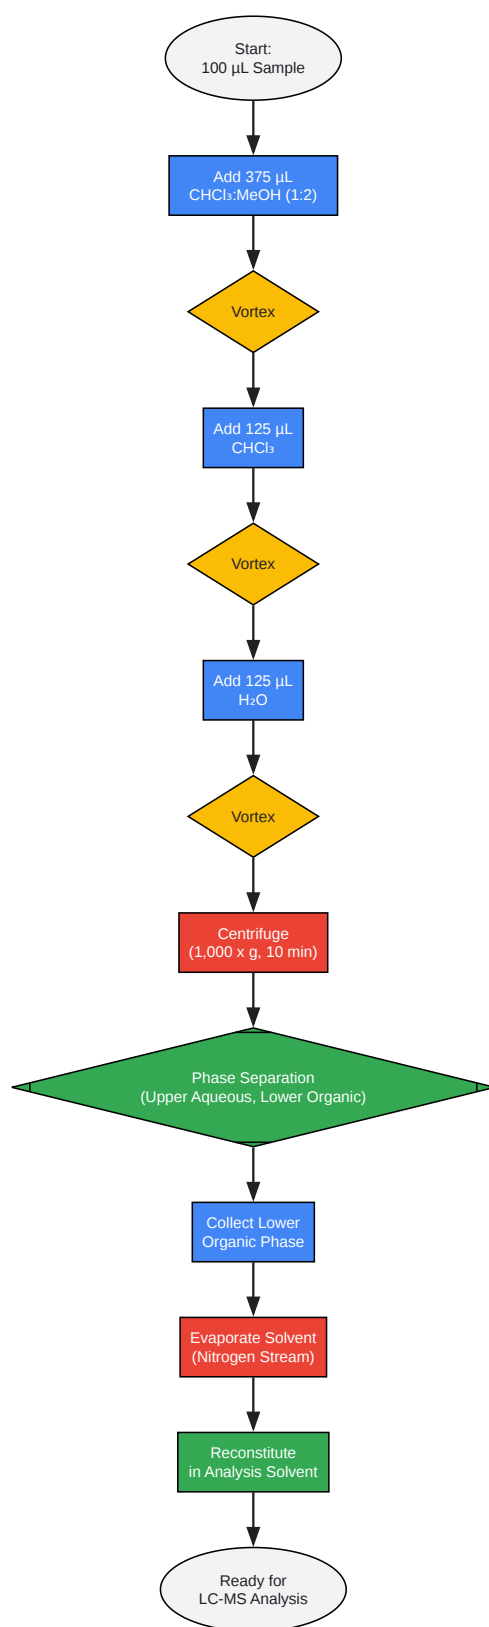 Start:
100 µL Sample
Add 375 µL
CHCl₃:MeOH (1:2)
Vortex
Add 125 µL
CHCl₃
Vortex
Add 125 µL
H₂O
Vortex
Centrifuge
(1,000 x g, 10 min)
Phase Separation
(Upper Aqueous, Lower Organic)
Collect Lower
Organic Phase
Evaporate Solvent
(Nitrogen Stream)
Reconstitute
in Analysis Solvent
Ready for
LC-MS Analysis